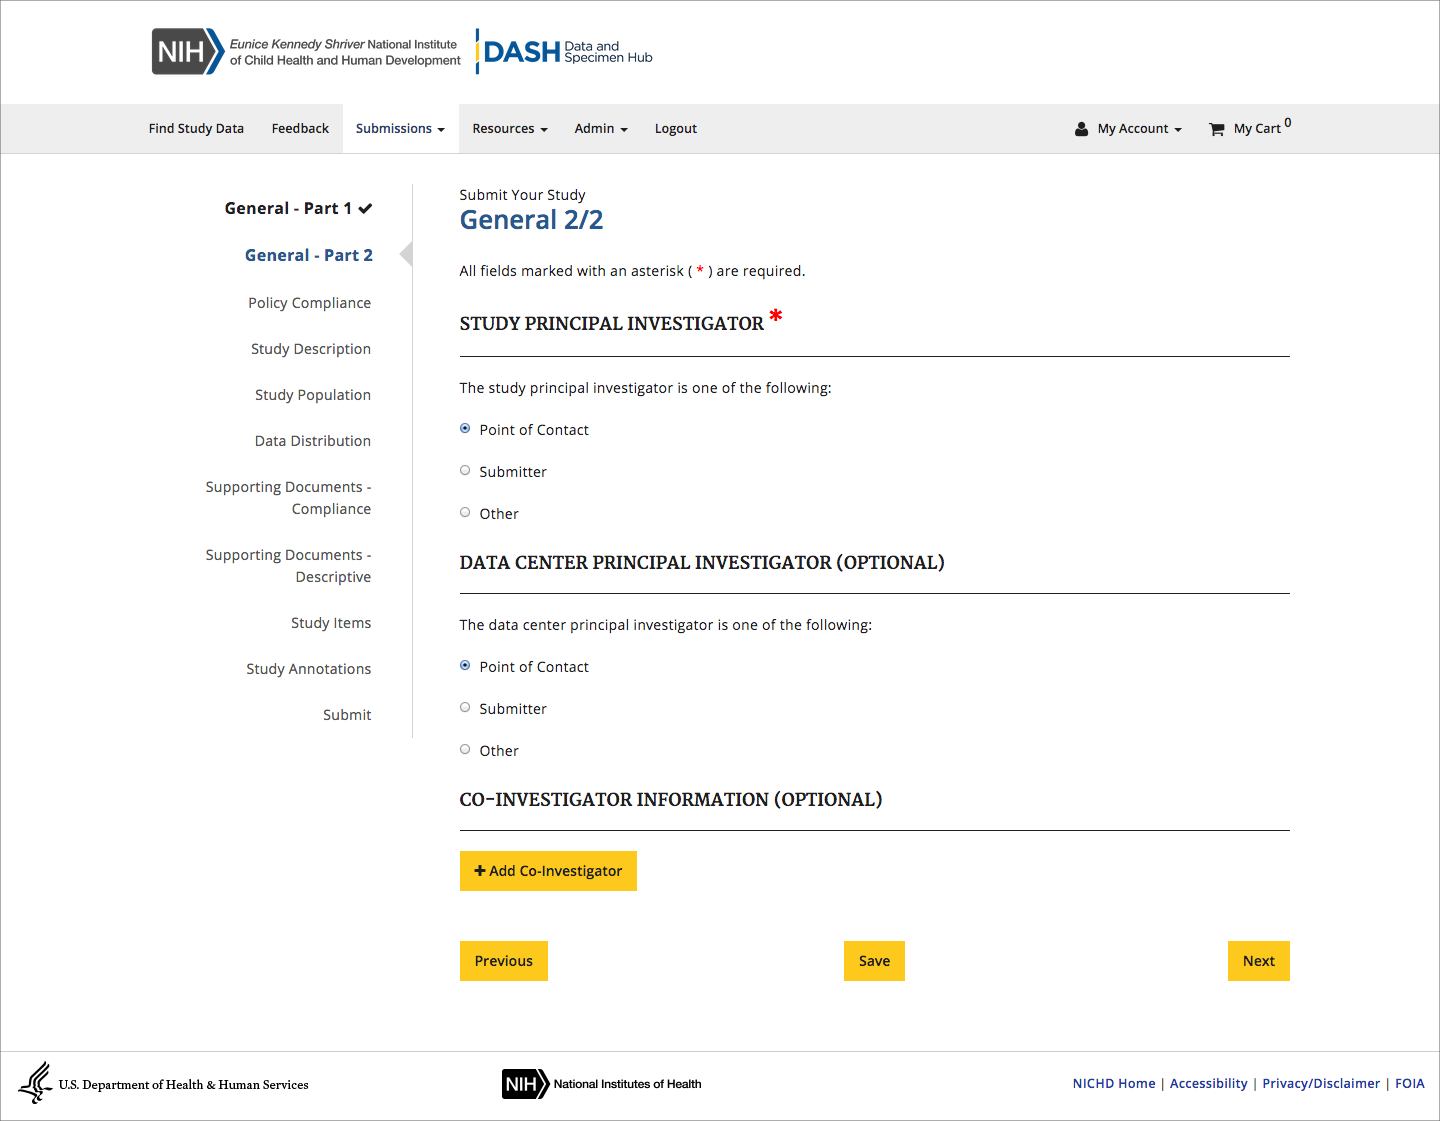 NIH Eunice Kennedy Shriver National Institute
of Child Health and Human Development
DASH Data and
Specimen Hub
Find Study Data Feedback Submissions Resources Admin Logout My Account My Cart 0
General - Part 1
General - Part 2
Policy Compliance
Study Description
Study Population
Data Distribution
Supporting Documents -
Compliance
Supporting Documents -
Descriptive
Study Items
Study Annotations
Submit
Submit Your Study
General 2/2
All fields marked with an asterisk ( * ) are required.
STUDY PRINCIPAL INVESTIGATOR *
The study principal investigator is one of the following:
Point of Contact
Submitter
Other
DATA CENTER PRINCIPAL INVESTIGATOR (OPTIONAL)
The data center principal investigator is one of the following:
Point of Contact
Submitter
Other
CO-INVESTIGATOR INFORMATION (OPTIONAL)
+ Add Co-Investigator
Previous Save Next
U.S. Department of Health & Human Services
NIH National Institutes of Health
NICHD Home | Accessibility | Privacy/Disclaimer | FOIA